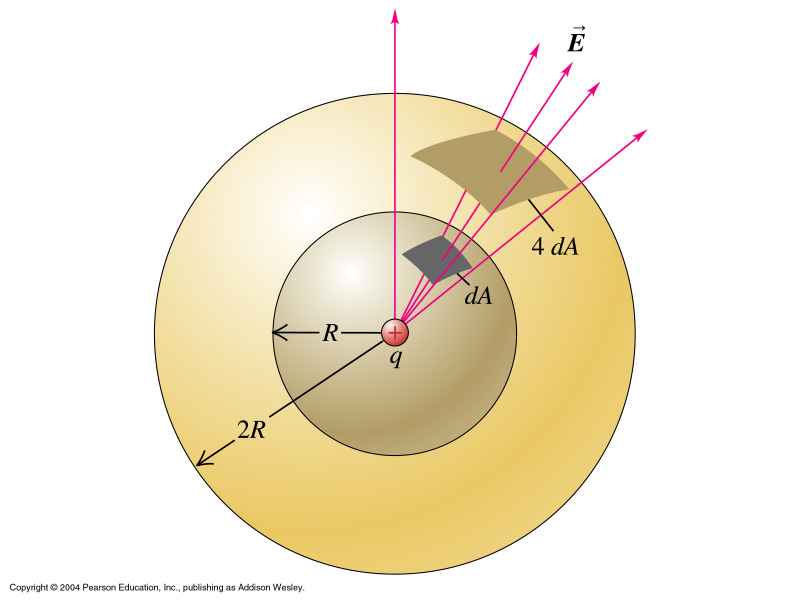 E⃗
4 dA
dA
R
+
q
2R
Copyright © 2004 Pearson Education, Inc., publishing as Addison Wesley.